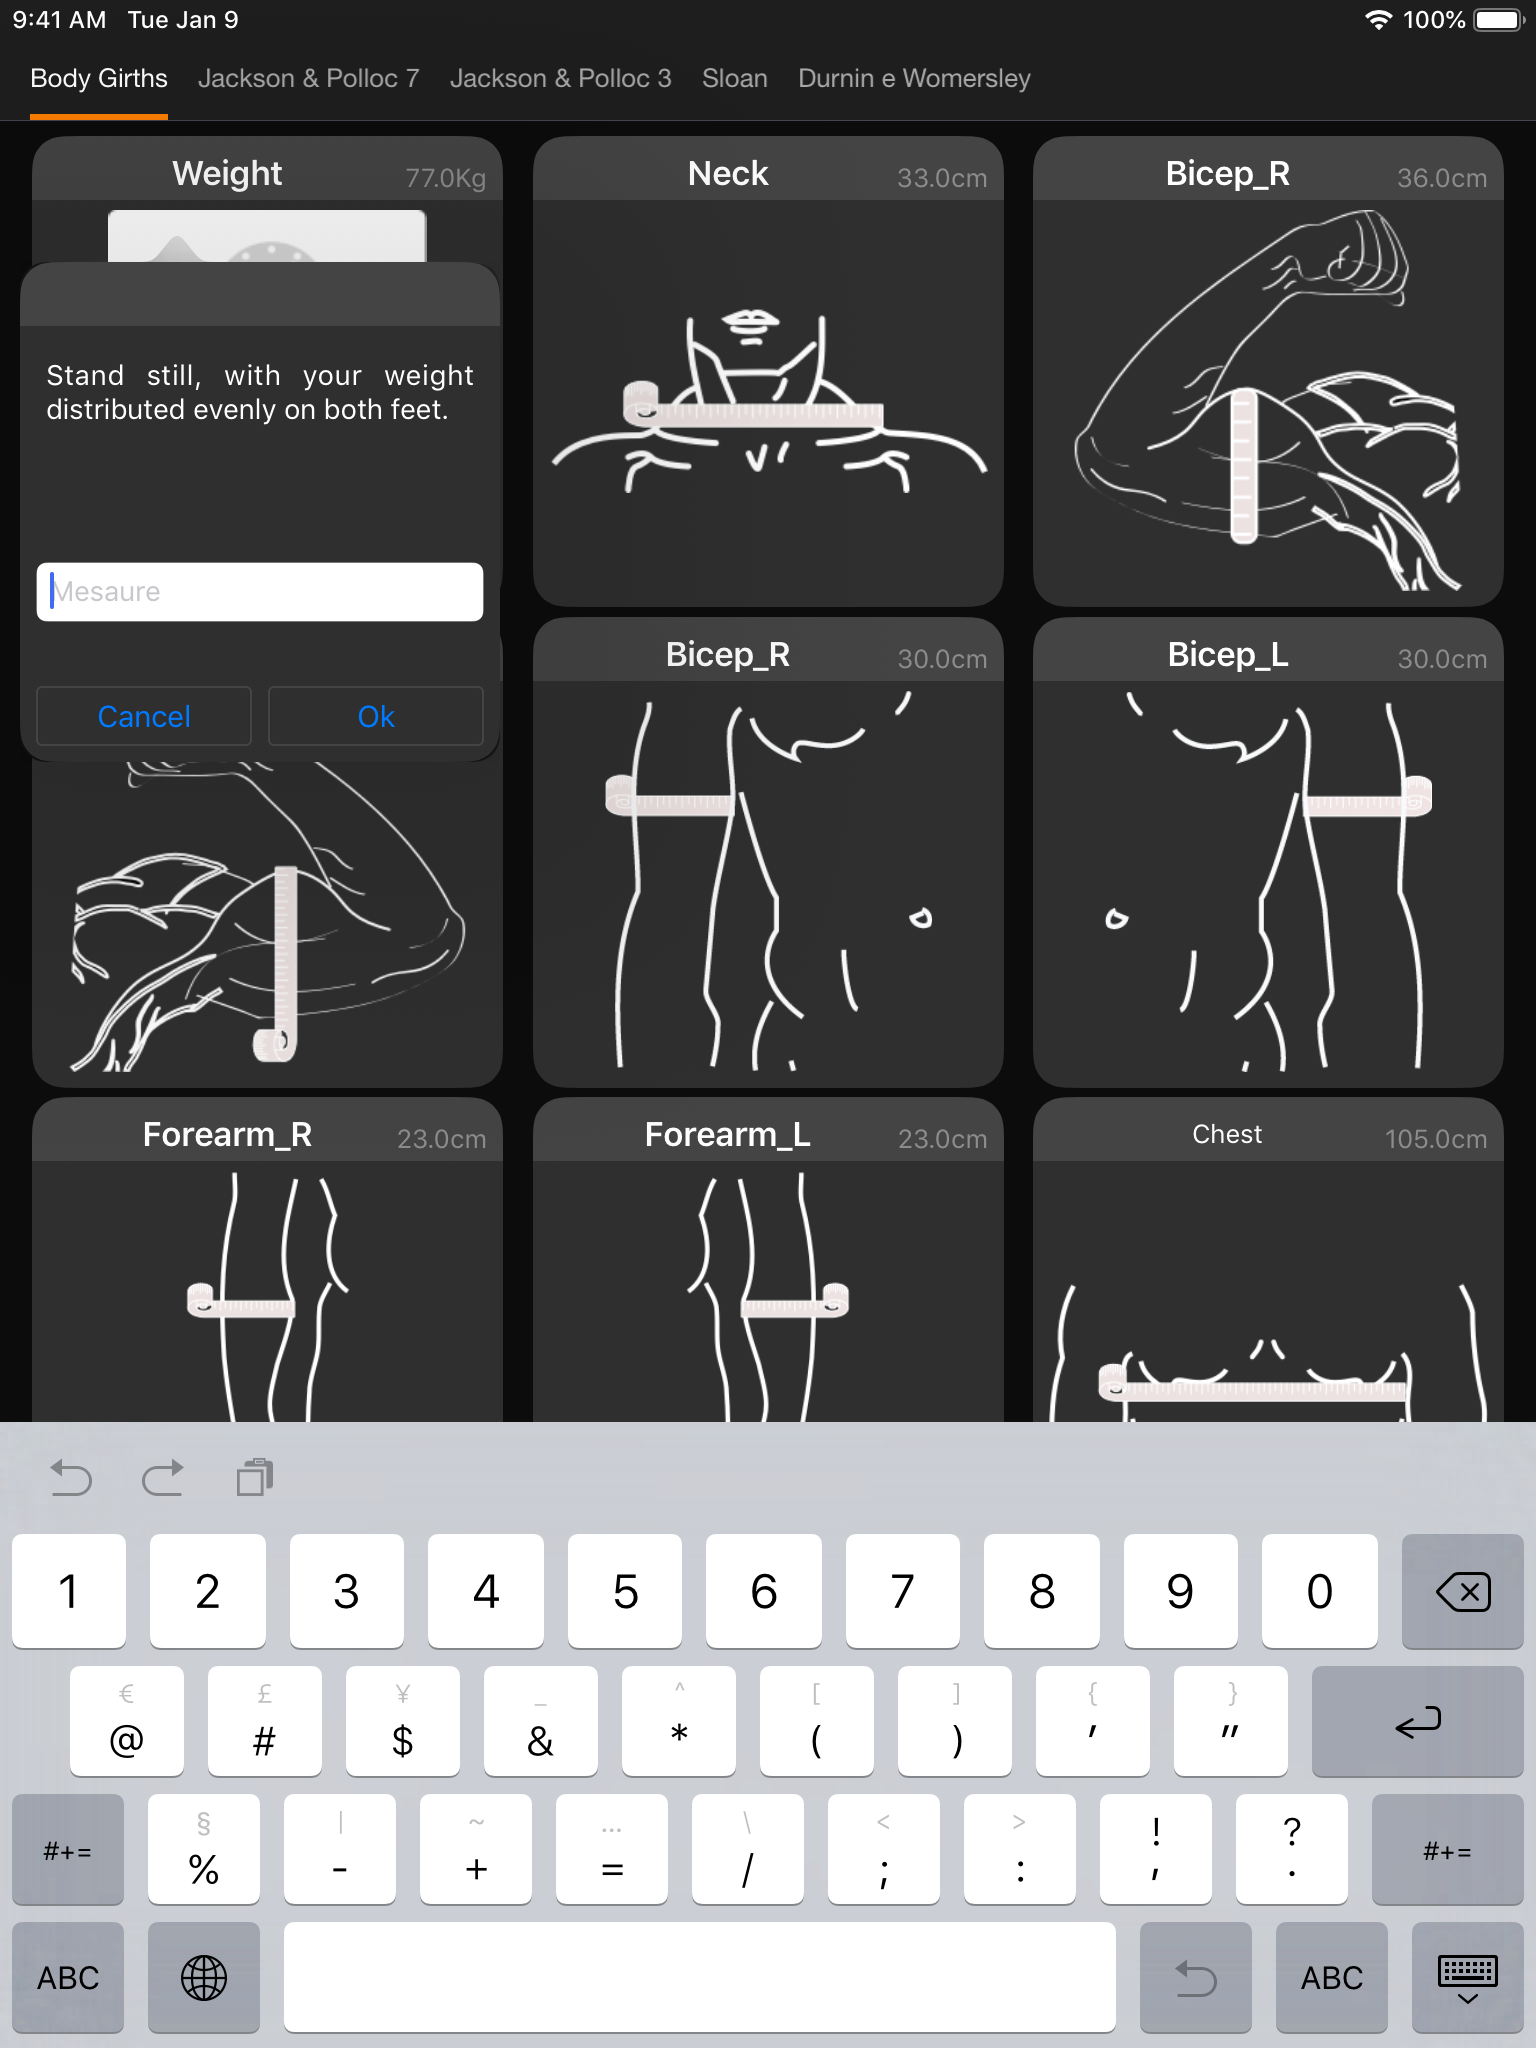 9:41 AM Tue Jan 9 100%
Body Girths Jackson & Polloc 7 Jackson & Polloc 3 Sloan Durnin e Womersley
Weight 77.0Kg
Neck 33.0cm
Bicep_R 36.0cm
Stand still, with your weight
distributed evenly on both feet.
Mesaure
Cancel Ok
Bicep_R 30.0cm
Bicep_L 30.0cm
Forearm_R 23.0cm
Forearm_L 23.0cm
Chest 105.0cm
1 2 3 4 5 6 7 8 9 0
€ £ ¥ _ ^ [ ] { }
@ # $ & * ( ) ' "
§ | ~ … \ < > ! ?
#+= % - + = / ; : , . #+=
ABC ABC